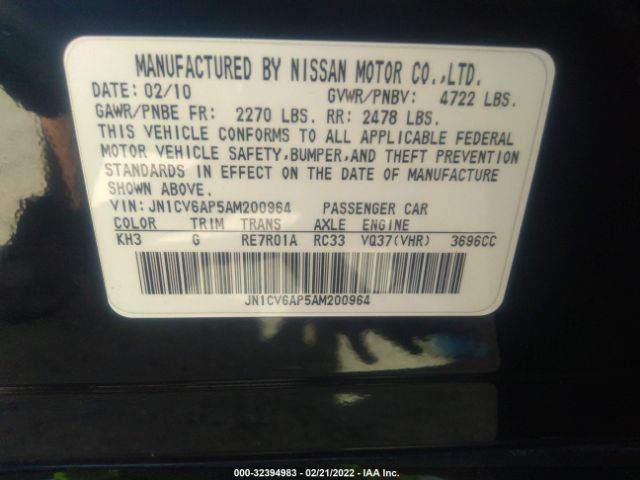 MANUFACTURED BY NISSAN MOTOR CO.,LTD.
DATE: 02/10 GVWR/PNBV: 4722 LBS.
GAWR/PNBE FR: 2270 LBS. RR: 2478 LBS.
THIS VEHICLE CONFORMS TO ALL APPLICABLE FEDERAL
MOTOR VEHICLE SAFETY,BUMPER,AND THEFT PREVENTION
STANDARDS IN EFFECT ON THE DATE OF MANUFACTURE
SHOWN ABOVE.
VIN: JN1CV6AP5AM200964 PASSENGER CAR
COLOR TRIM TRANS AXLE ENGINE
KH3 G RE7R01A RC33 VQ37(VHR) 3696CC
JN1CV6AP5AM200964
000-32394983 - 02/21/2022 - IAA Inc.